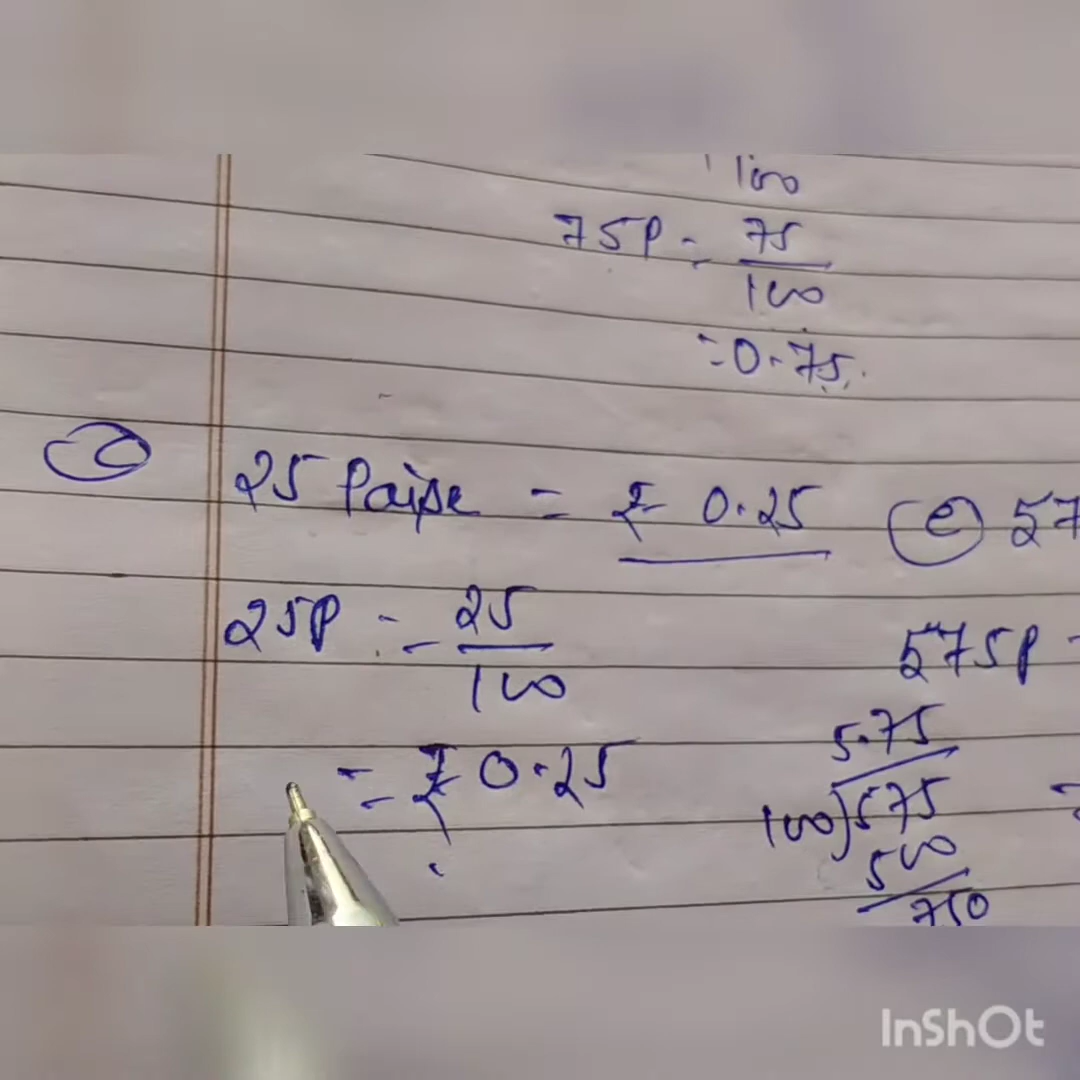 100
75P = 75
100
= 0.75
c 25 Paise = ₹ 0.25
25P = 25
100
= ₹ 0.25
e 57
575P =
5.75
100)575
500
750
InShOt